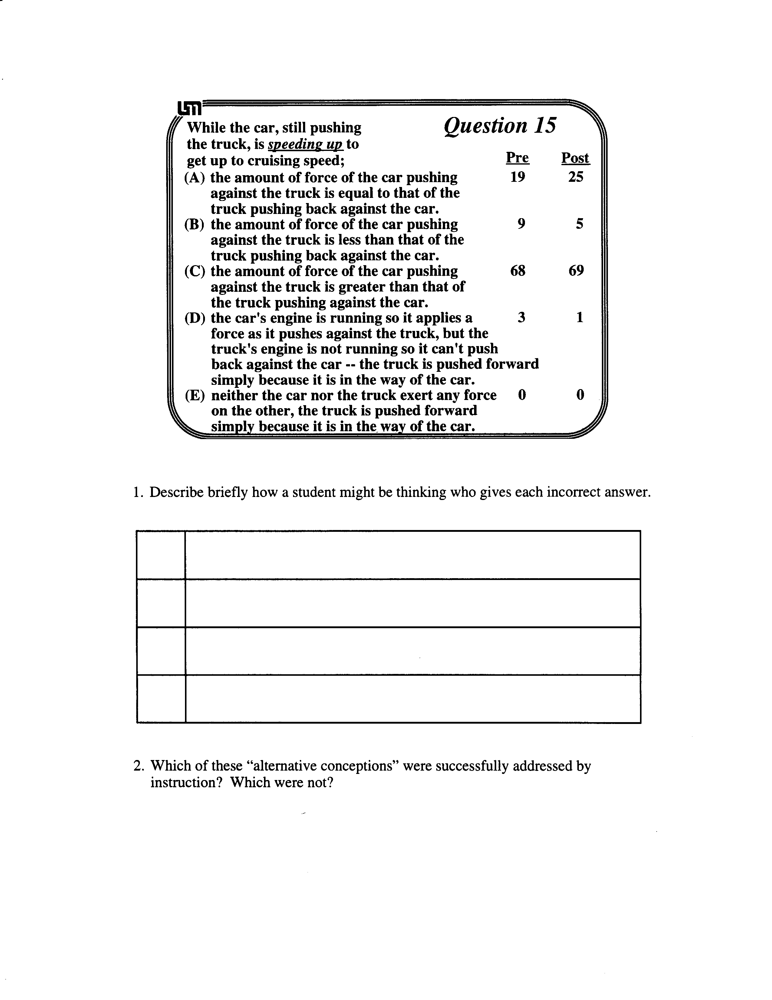 LM
While the car, still pushing
Question 15
the truck, is speeding up to
get up to cruising speed;
Pre Post
(A) the amount of force of the car pushing 19 25
against the truck is equal to that of the
truck pushing back against the car.
(B) the amount of force of the car pushing 9 5
against the truck is less than that of the
truck pushing back against the car.
(C) the amount of force of the car pushing 68 69
against the truck is greater than that of
the truck pushing against the car.
(D) the car's engine is running so it applies a 3 1
force as it pushes against the truck, but the
truck's engine is not running so it can't push
back against the car -- the truck is pushed forward
simply because it is in the way of the car.
(E) neither the car nor the truck exert any force 0 0
on the other, the truck is pushed forward
simply because it is in the way of the car.
1. Describe briefly how a student might be thinking who gives each incorrect answer.
2. Which of these “alternative conceptions” were successfully addressed by
instruction? Which were not?